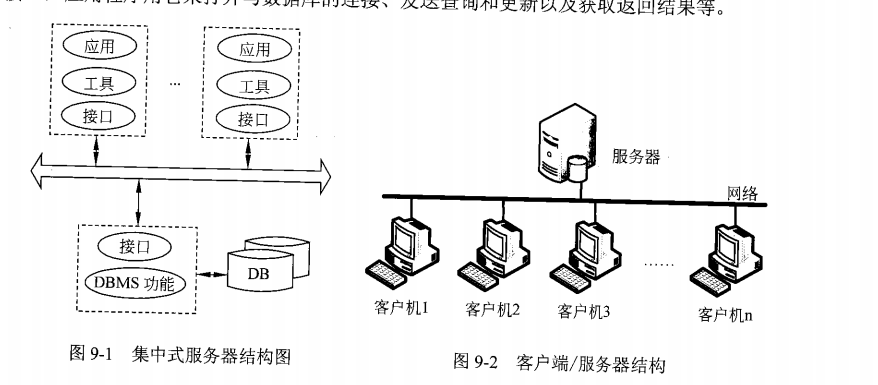 应用程序用它来打开与数据库的连接、发送查询和更新以及获取返回结果等。
应用
工具
接口
...
应用
工具
接口
接口
DBMS 功能
DB
图 9-1 集中式服务器结构图
服务器
网络
客户机1
客户机2
客户机3
......
客户机n
图 9-2 客户端/服务器结构